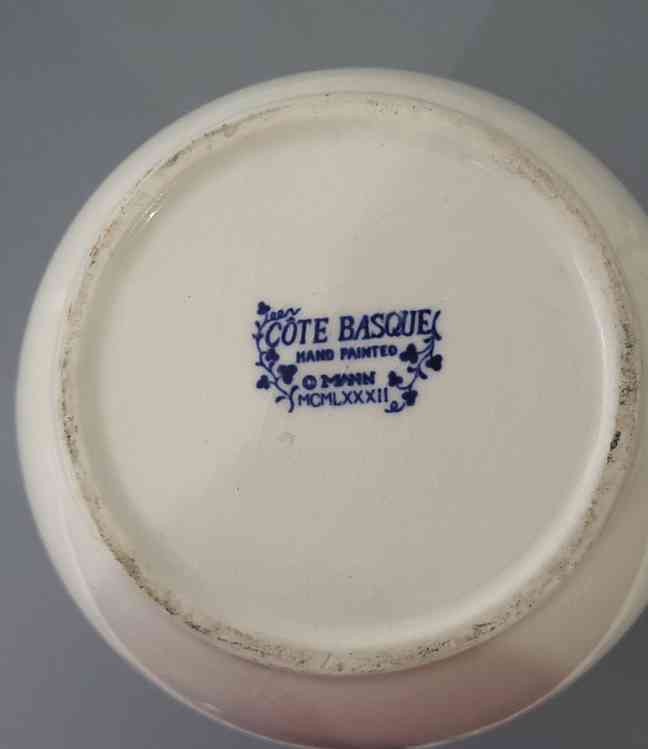 CÔTE BASQUE
HAND PAINTED
© MANN
MCMLXXXII